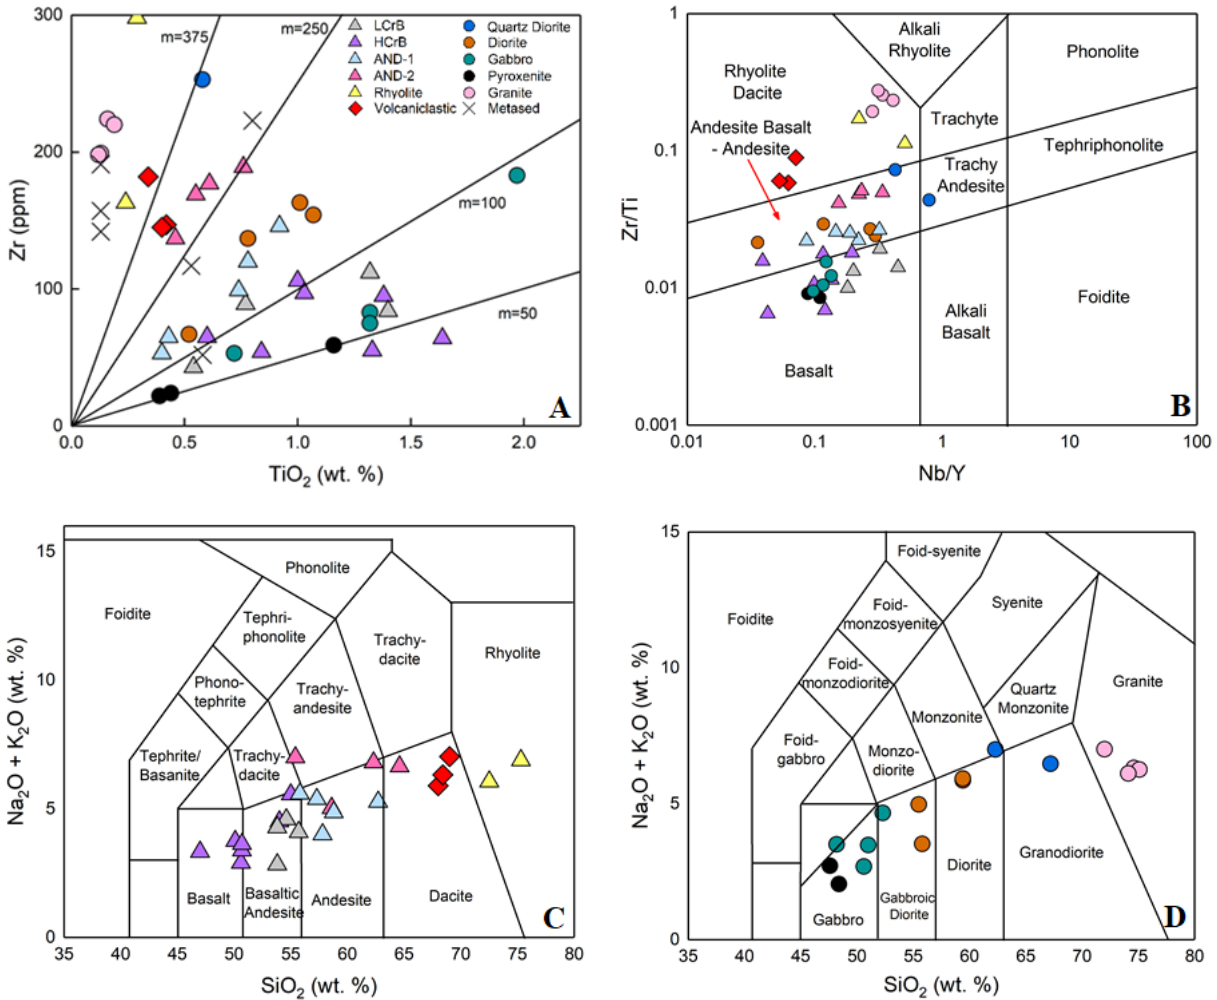 300
200
100
0
Zr (ppm)
0.0
0.5
1.0
1.5
2.0
TiO2 (wt. %)
m=375
m=250
m=100
m=50
LCrB
HCrB
AND-1
AND-2
Rhyolite
Volcaniclastic
Quartz Diorite
Diorite
Gabbro
Pyroxenite
Granite
Metased
A
1
0.1
0.01
0.001
Zr/Ti
0.01
0.1
1
10
100
Nb/Y
Alkali
Rhyolite
Phonolite
Rhyolite
Dacite
Trachyte
Andesite Basalt
- Andesite
Tephriphonolite
Trachy
Andesite
Alkali
Basalt
Foidite
Basalt
B
15
10
5
0
Na2O + K2O (wt. %)
35
40
45
50
55
60
65
70
75
80
SiO2 (wt. %)
Phonolite
Foidite
Tephri-
phonolite
Trachy-
dacite
Rhyolite
Phono-
tephrite
Trachy-
andesite
Tephrite/
Basanite
Trachy-
dacite
Basalt
Basaltic
Andesite
Andesite
Dacite
C
15
10
5
0
Na2O + K2O (wt. %)
35
40
45
50
55
60
65
70
75
80
SiO2 (wt. %)
Foid-syenite
Foidite
Foid-
monzosyenite
Syenite
Foid-
monzodiorite
Quartz
Monzonite
Granite
Foid-
gabbro
Monzonite
Monzo-
diorite
Gabbro
Gabbroic
Diorite
Diorite
Granodiorite
D